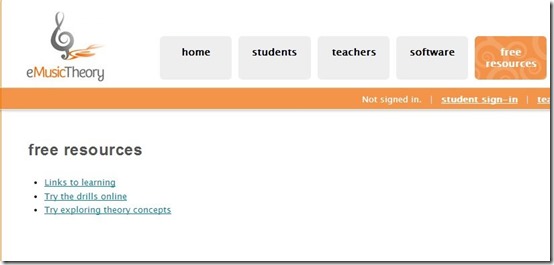 eMusicTheory
home
students
teachers
software
free
resources
Not signed in. | student sign-in |
free resources
Links to learning
Try the drills online
Try exploring theory concepts